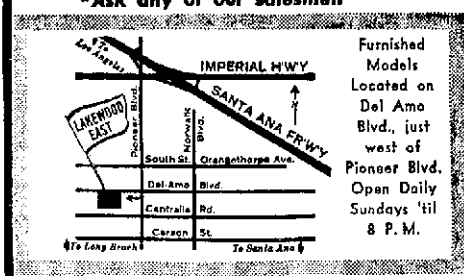 "Ask any of our salesmen
To
Los Angeles
IMPERIAL H'WY
SANTA ANA FR'WY
N
LAKEWOOD
EAST
Pioneer Blvd.
Norwalk
Blvd.
South St. Orangethorpe Ave.
Del-Amo Blvd.
Centralia Rd.
Carson St.
To Long Beach
To Santa Ana
Furnished
Models
Located on
Del Amo
Blvd., just
west of
Pioneer Blvd.
Open Daily
Sundays 'til
8 P.M.